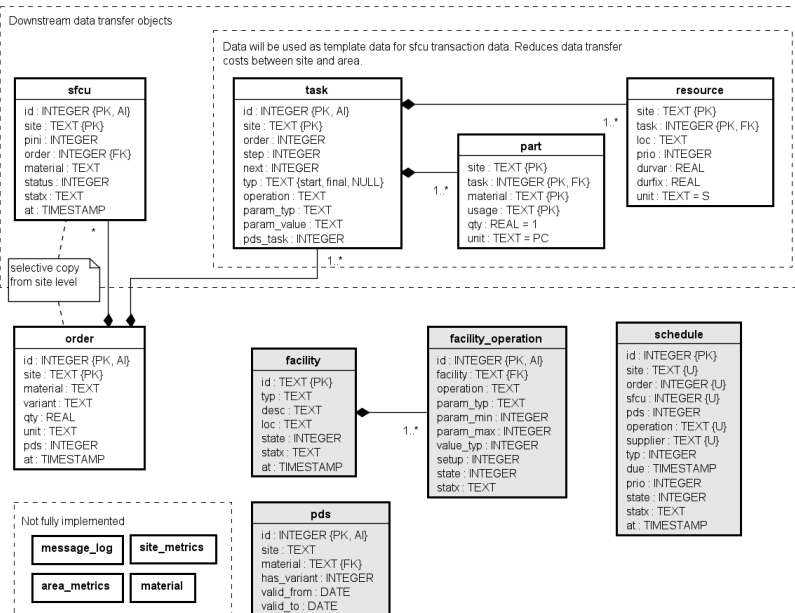 Downstream data transfer objects
Data will be used as template data for sfcu transaction data. Reduces data transfer
costs between site and area.
sfcu
id : INTEGER {PK, AI}
site : TEXT {PK}
pini : INTEGER
order : INTEGER {FK}
material : TEXT
status : INTEGER
statx : TEXT
at : TIMESTAMP
*
task
id : INTEGER {PK, AI}
site : TEXT {PK}
order : INTEGER
step : INTEGER
next : INTEGER
typ : TEXT {start, final, NULL}
operation : TEXT
param_typ : TEXT
param_value : TEXT
pds_task : INTEGER
1..*
part
site : TEXT {PK}
task : INTEGER {PK, FK}
material : TEXT {PK}
usage : TEXT {PK}
qty : REAL = 1
unit : TEXT = PC
1..*
resource
site : TEXT {PK}
task : INTEGER {PK, FK}
loc : TEXT
prio : INTEGER
durvar : REAL
durfix : REAL
unit : TEXT = S
1..*
selective copy
from site level
order
id : INTEGER {PK, AI}
site : TEXT {PK}
material : TEXT
variant : TEXT
qty : REAL
unit : TEXT
pds : INTEGER
at : TIMESTAMP
facility
id : TEXT {PK}
typ : TEXT
desc : TEXT
loc : TEXT
state : INTEGER
statx : TEXT
at : TIMESTAMP
1..*
facility_operation
id : INTEGER {PK, AI}
facility : TEXT {FK}
operation : TEXT
param_typ : TEXT
param_min : INTEGER
param_max : INTEGER
value_typ : INTEGER
setup : INTEGER
state : INTEGER
statx : TEXT
schedule
id : INTEGER {PK}
site : TEXT {U}
order : INTEGER {U}
sfcu : INTEGER {U}
pds : INTEGER
operation : TEXT {U}
supplier : TEXT {U}
typ : INTEGER
due : TIMESTAMP
prio : INTEGER
state : INTEGER
statx : TEXT
at : TIMESTAMP
Not fully implemented
message_log
site_metrics
area_metrics
material
pds
id : INTEGER {PK, AI}
site : TEXT
material : TEXT {FK}
has_variant : INTEGER
valid_from : DATE
valid_to : DATE